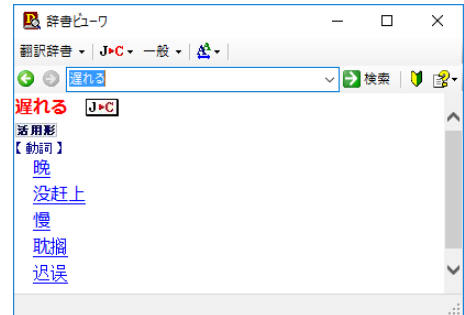 辞書ビューワ
翻訳辞書 J▸C 一般 A
遅れる 検索
遅れる J▸C
活用形
【動詞】
晩
没赶上
慢
耽搁
迟误